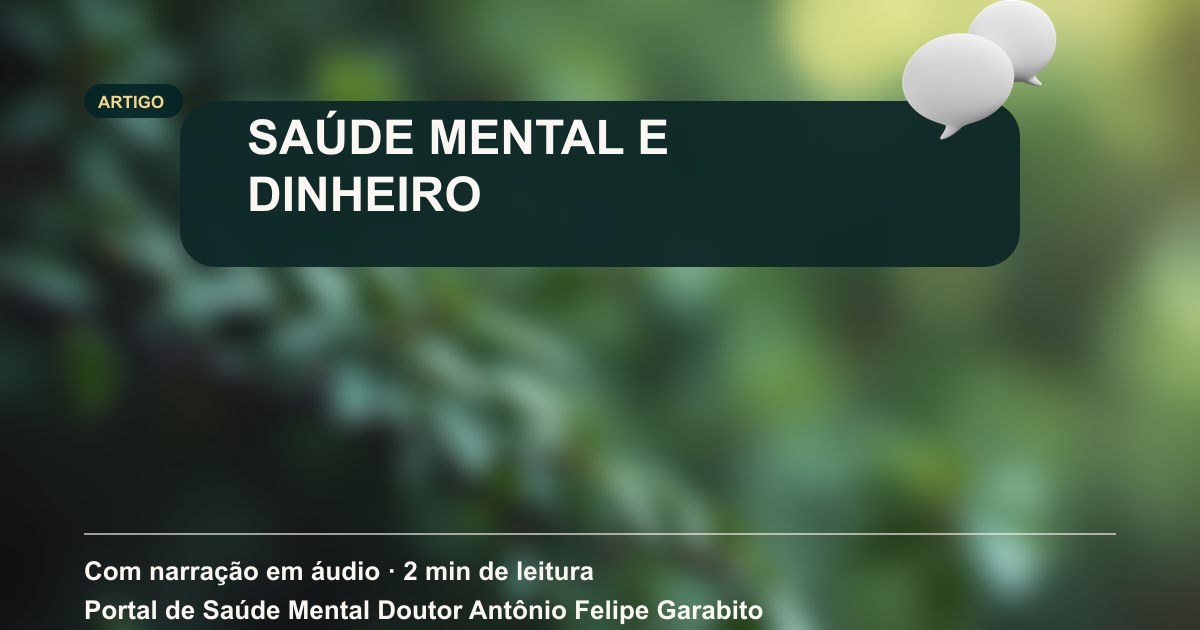 ARTIGO
SAÚDE MENTAL E
DINHEIRO
Com narração em áudio · 2 min de leitura
Portal de Saúde Mental Doutor Antônio Felipe Garabito